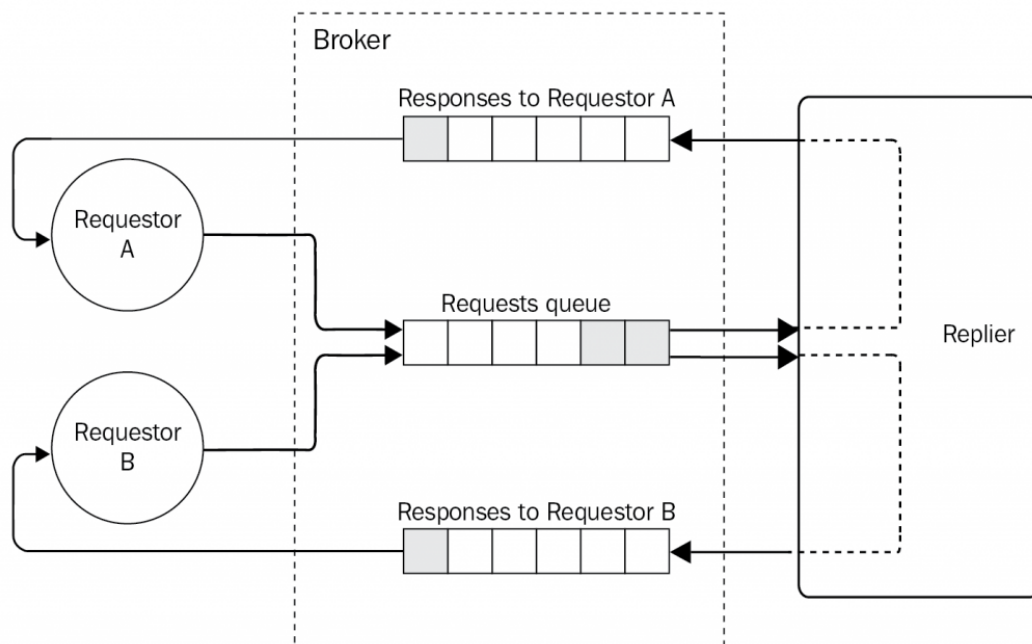 Broker
Responses to Requestor A
Requestor
A
Requests queue
Replier
Requestor
B
Responses to Requestor B